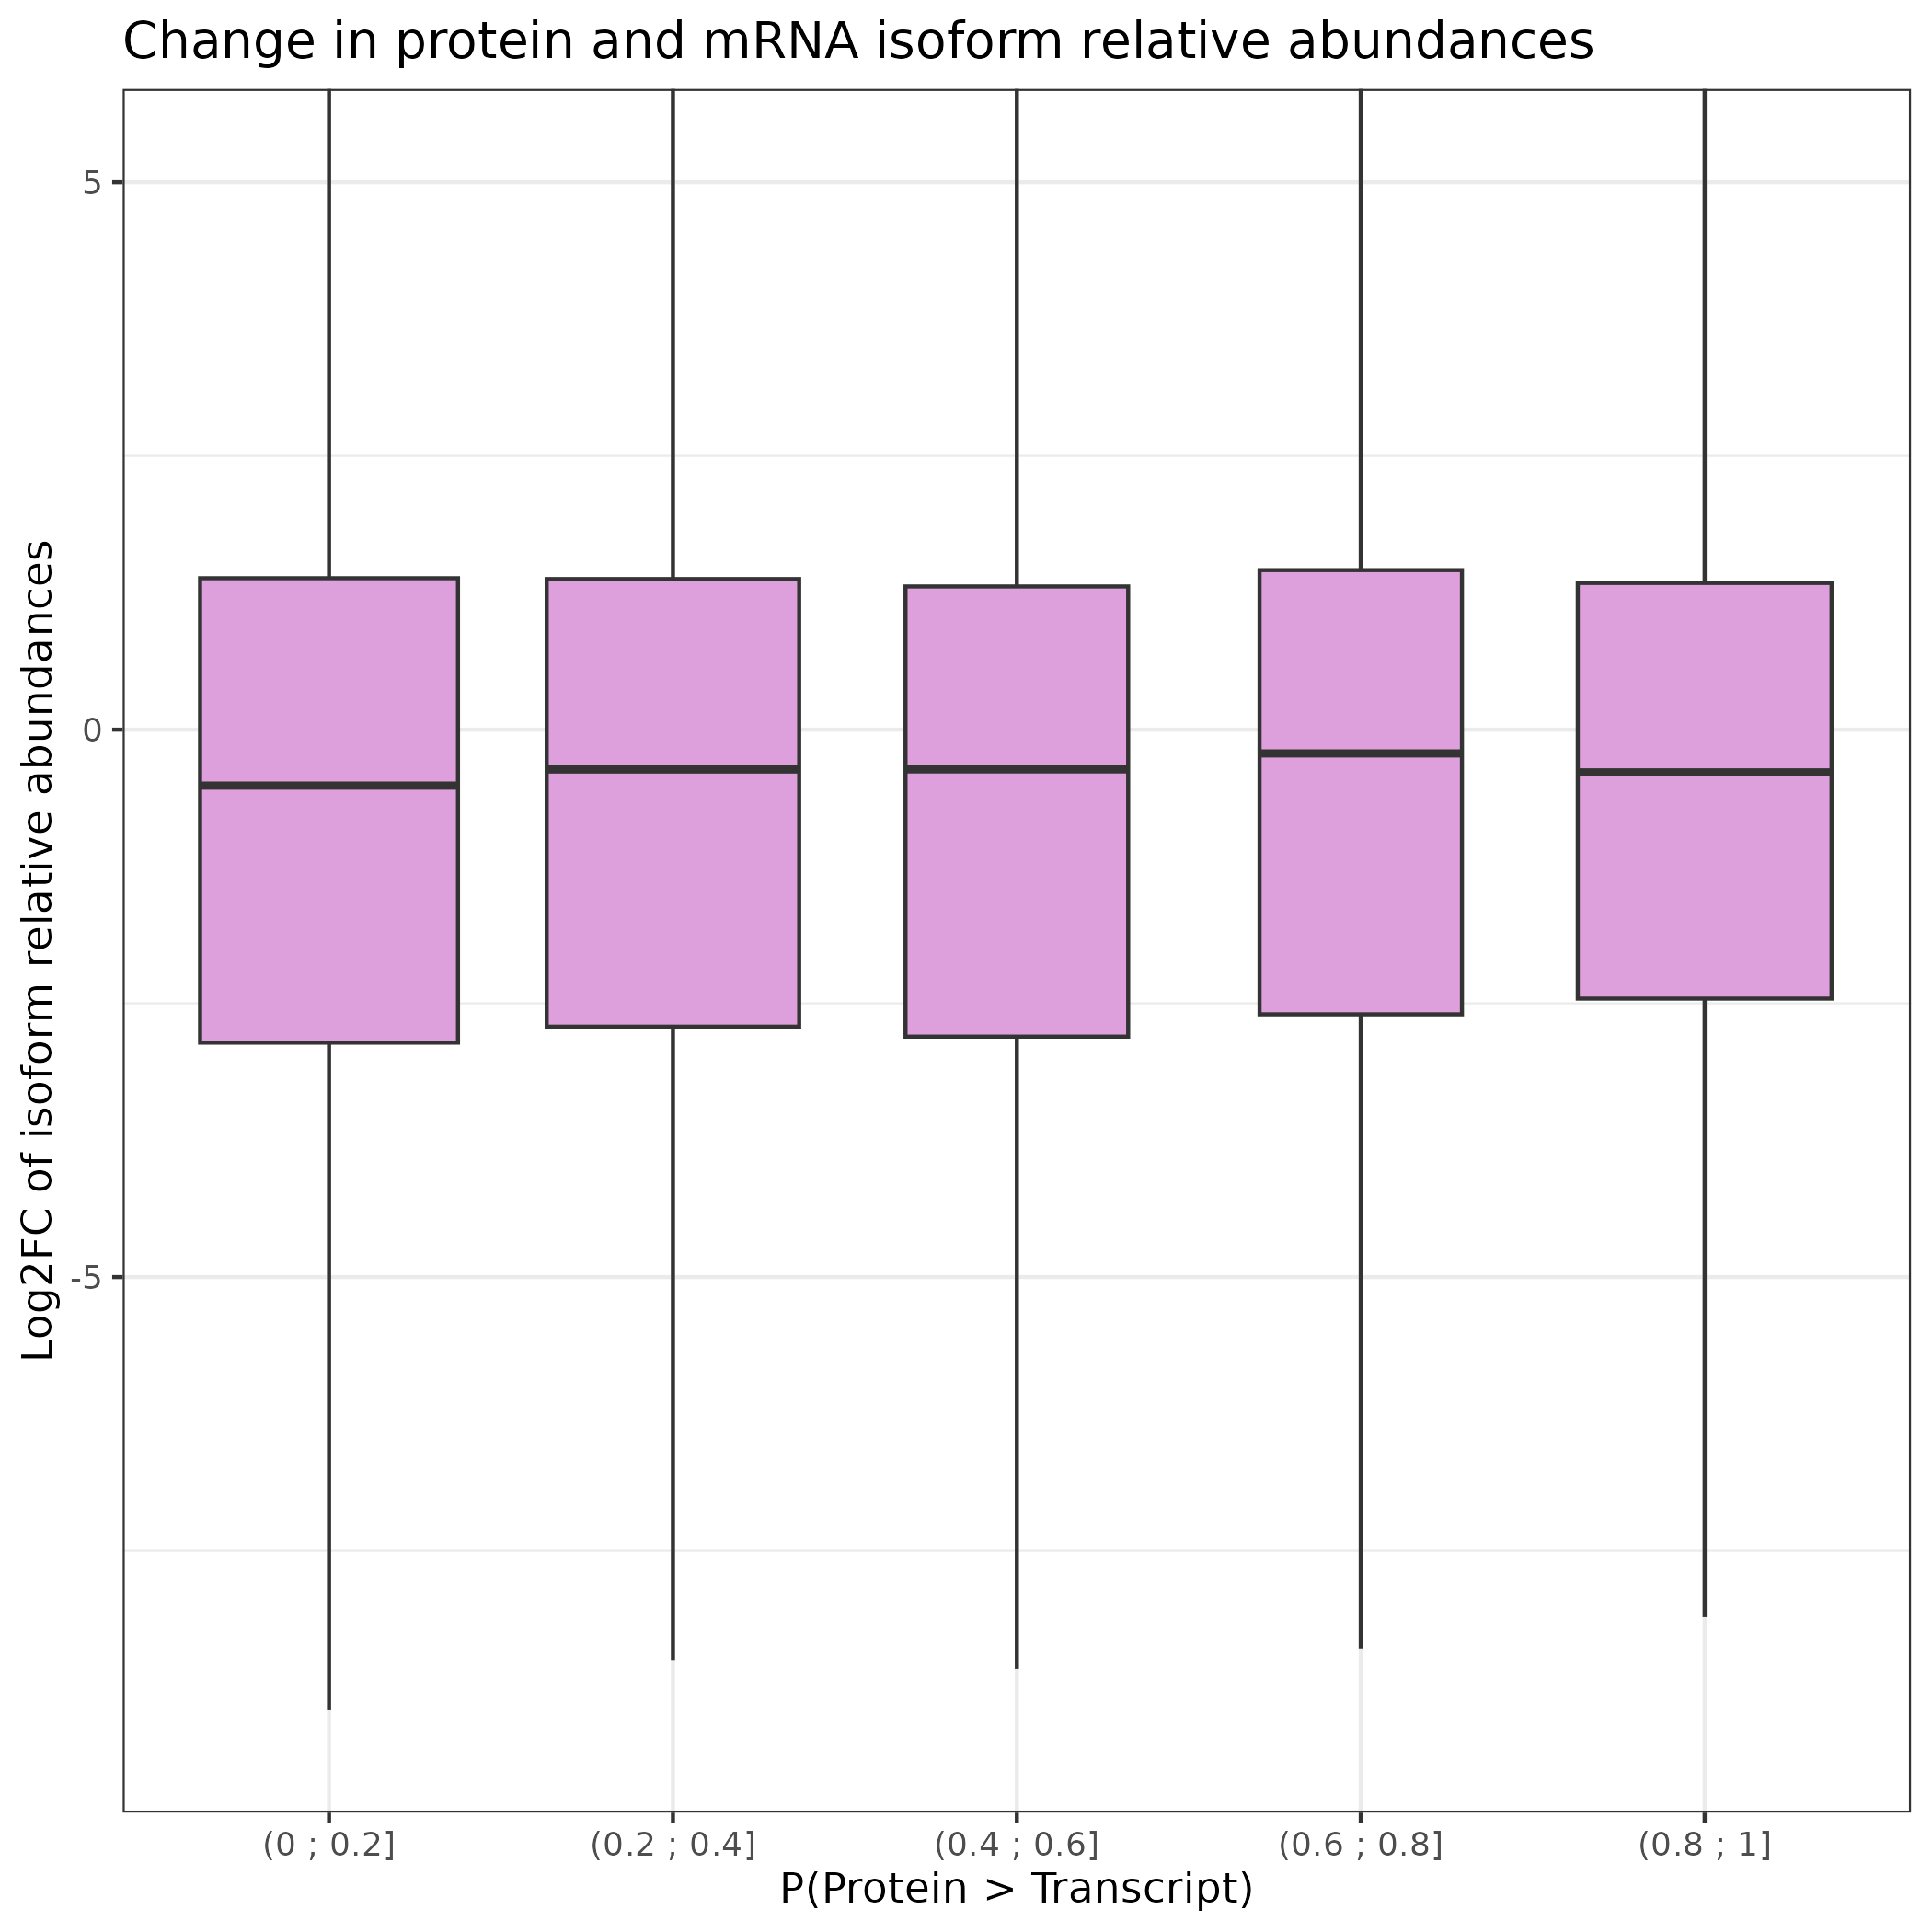 Change in protein and mRNA isoform relative abundances
Log2FC of isoform relative abundances
5
0
-5
(0 ; 0.2]
(0.2 ; 0.4]
(0.4 ; 0.6]
(0.6 ; 0.8]
(0.8 ; 1]
P(Protein > Transcript)